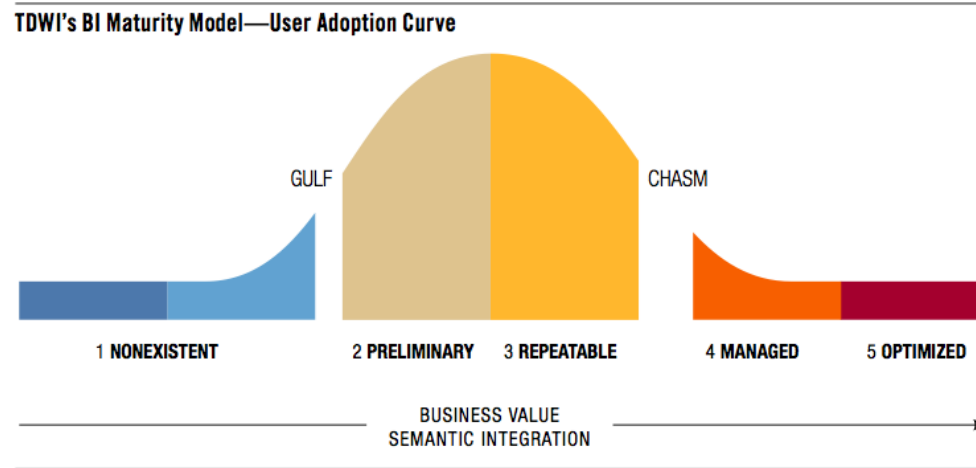 TDWI's BI Maturity Model—User Adoption Curve
GULF
CHASM
1 NONEXISTENT
2 PRELIMINARY
3 REPEATABLE
4 MANAGED
5 OPTIMIZED
BUSINESS VALUE
SEMANTIC INTEGRATION